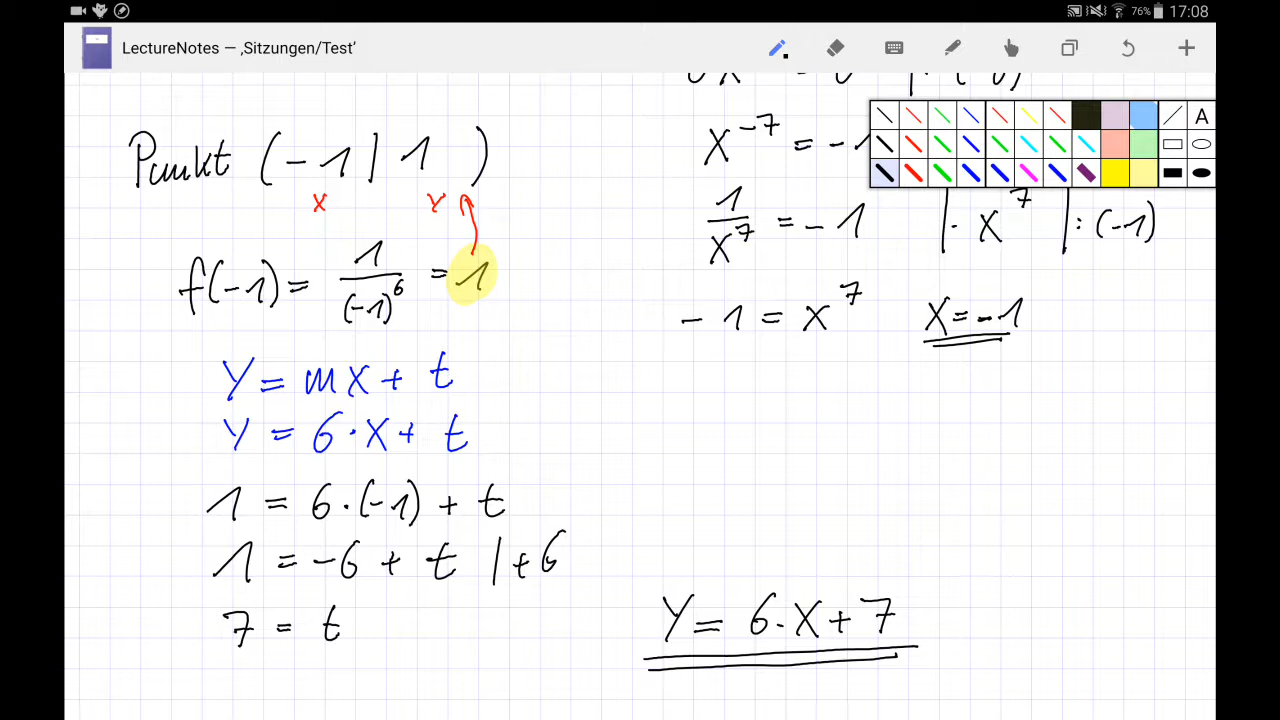 76% 17:08
LectureNotes – ‚Sitzungen/Test'
Punkt (-1 | 1 )
x y
f(-1) = 1/(-1)^6 = 1
Y = mx + t
Y = 6·x + t
1 = 6·(-1) + t
1 = -6 + t |+6
7 = t
x^-7 = -1
1/x^7 = -1 |·x^7 |:(-1)
-1 = x^7 x = -1
Y = 6·x + 7
A